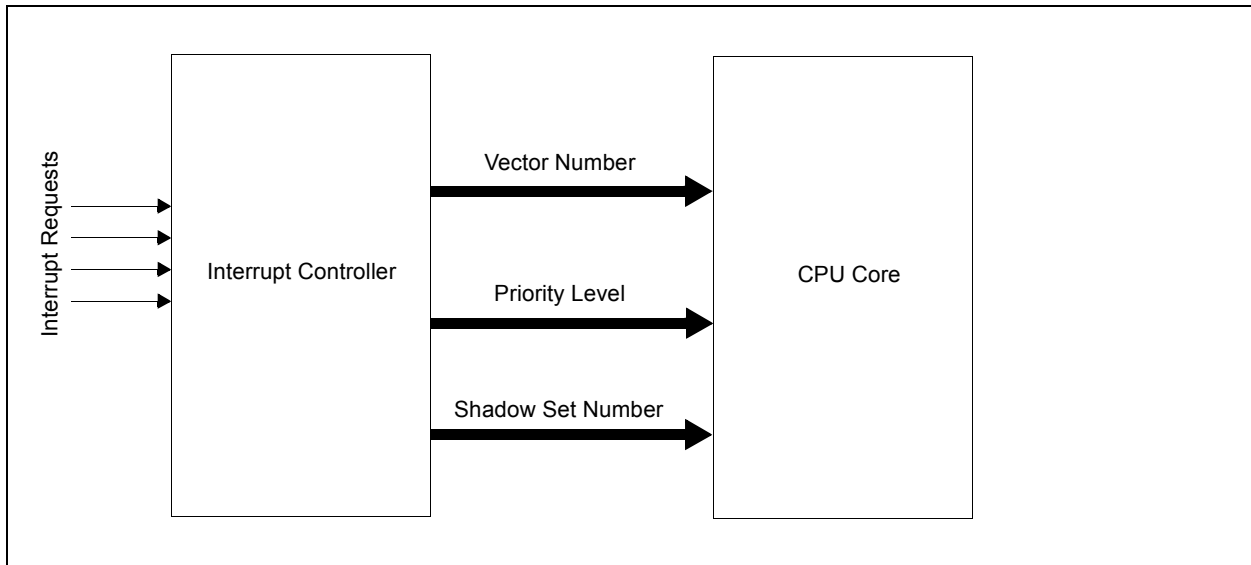 Interrupt Requests
Interrupt Controller
Vector Number
Priority Level
Shadow Set Number
CPU Core